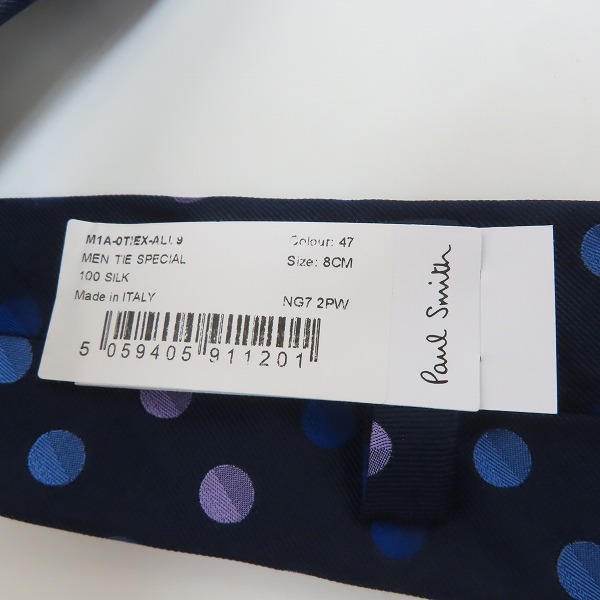 M1A-0TIEX-ALL9
Colour: 47
MEN TIE SPECIAL
Size: 8CM
100 SILK
Made in ITALY
NG7 2PW
5 059405 911201
Paul Smith